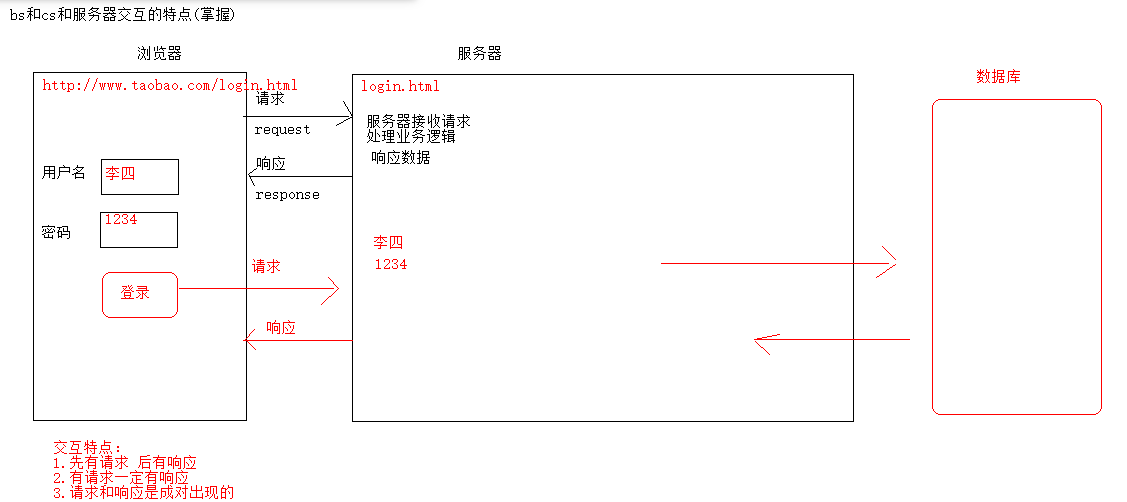 bs和cs和服务器交互的特点(掌握)
浏览器
服务器
数据库
http://www.taobao.com/login.html
login.html
请求
request
服务器接收请求
处理业务逻辑
响应数据
响应
response
用户名
李四
密码
1234
李四
1234
请求
登录
响应
交互特点:
1.先有请求 后有响应
2.有请求一定有响应
3.请求和响应是成对出现的